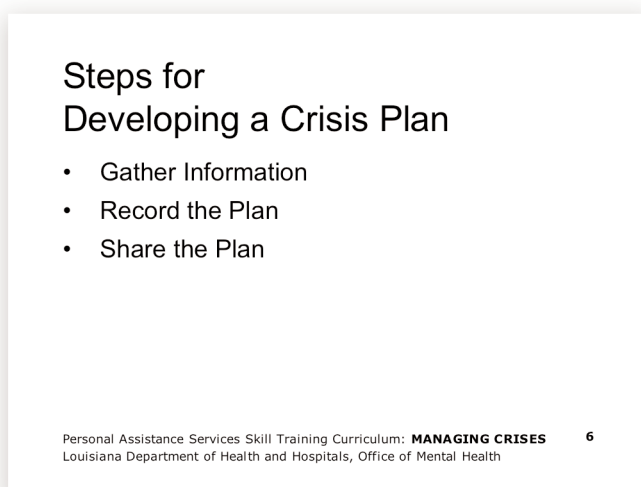 Steps for
Developing a Crisis Plan
• Gather Information
• Record the Plan
• Share the Plan
Personal Assistance Services Skill Training Curriculum: MANAGING CRISES 6
Louisiana Department of Health and Hospitals, Office of Mental Health